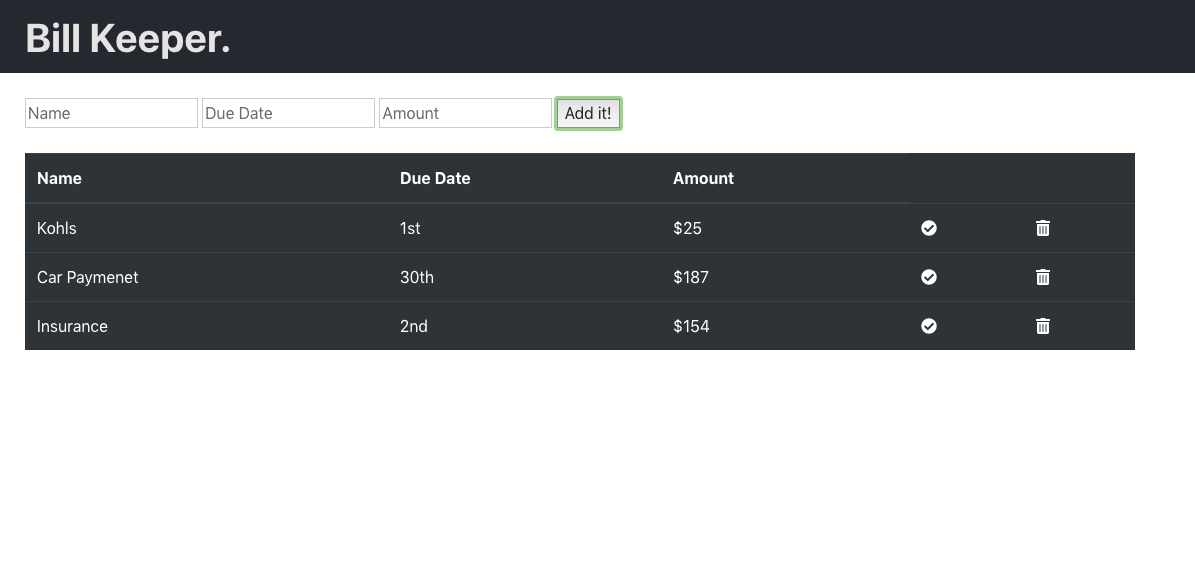 Bill Keeper.
Name Due Date Amount Add it!
Name Due Date Amount
Kohls 1st $25
Car Paymenet 30th $187
Insurance 2nd $154